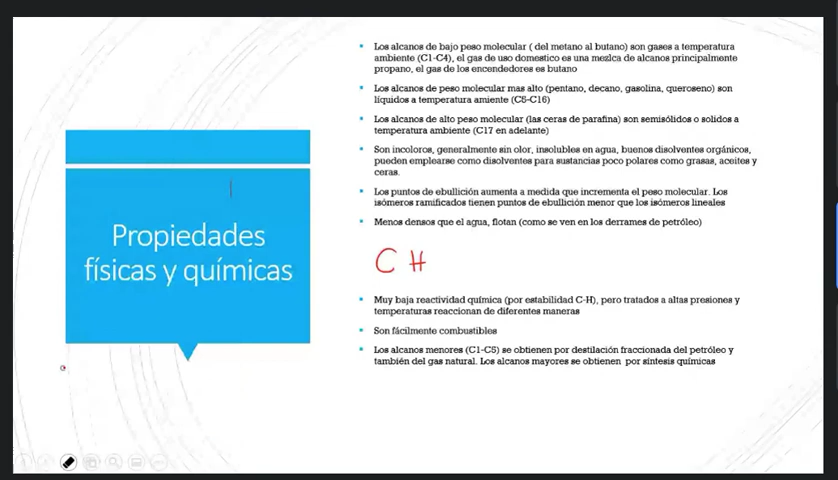 Propiedades
físicas y químicas
Los alcanos de bajo peso molecular ( del metano al butano) son gases a temperatura
ambiente (C1-C4), el gas de uso domestico es una mezlca de alcanos principalmente
propano, el gas de los encendedores es butano
Los alcanos de peso molecular mas alto (pentano, decano, gasolina, queroseno) son
líquidos a temperatura amiente (C5-C16)
Los alcanos de alto peso molecular (las ceras de parafina) son semisólidos o solidos a
temperatura ambiente (C17 en adelante)
Son incoloros, generalmente sin olor, insolubles en agua, buenos disolventes orgánicos,
pueden emplearse como disolventes para sustancias poco polares como grasas, aceites y
ceras.
Los puntos de ebullición aumenta a medida que incrementa el peso molecular. Los
isómeros ramificados tienen puntos de ebullición menor que los isómeros lineales
Menos densos que el agua, flotan (como se ven en los derrames de petróleo)
C H
Muy baja reactividad química (por estabilidad C-H), pero tratados a altas presiones y
temperaturas reaccionan de diferentes maneras
Son fácilmente combustibles
Los alcanos menores (C1-C5) se obtienen por destilación fraccionada del petróleo y
también del gas natural. Los alcanos mayores se obtienen por síntesis químicas